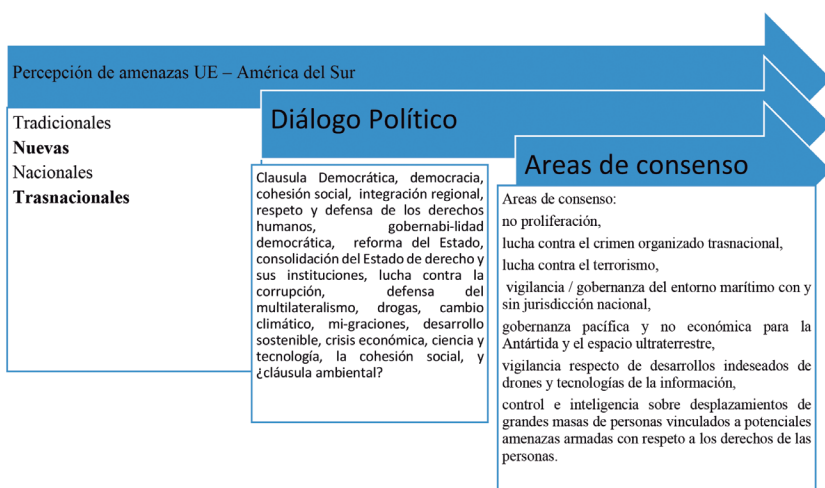 Percepción de amenazas UE – América del Sur
Tradicionales
Nuevas
Nacionales
Trasnacionales
Diálogo Político
Clausula Democrática, democracia,
cohesión social, integración regional,
respeto y defensa de los derechos
humanos, gobernabi-lidad
democrática, reforma del Estado,
consolidación del Estado de derecho y
sus instituciones, lucha contra la
corrupción, defensa del
multilateralismo, drogas, cambio
climático, mi-graciones, desarrollo
sostenible, crisis económica, ciencia y
tecnología, la cohesión social, y
¿cláusula ambiental?
Areas de consenso
Areas de consenso:
no proliferación,
lucha contra el crimen organizado trasnacional,
lucha contra el terrorismo,
vigilancia / gobernanza del entorno marítimo con y
sin jurisdicción nacional,
gobernanza pacífica y no económica para la
Antártida y el espacio ultraterrestre,
vigilancia respecto de desarrollos indeseados de
drones y tecnologías de la información,
control e inteligencia sobre desplazamientos de
grandes masas de personas vinculados a potenciales
amenazas armadas con respeto a los derechos de las
personas.